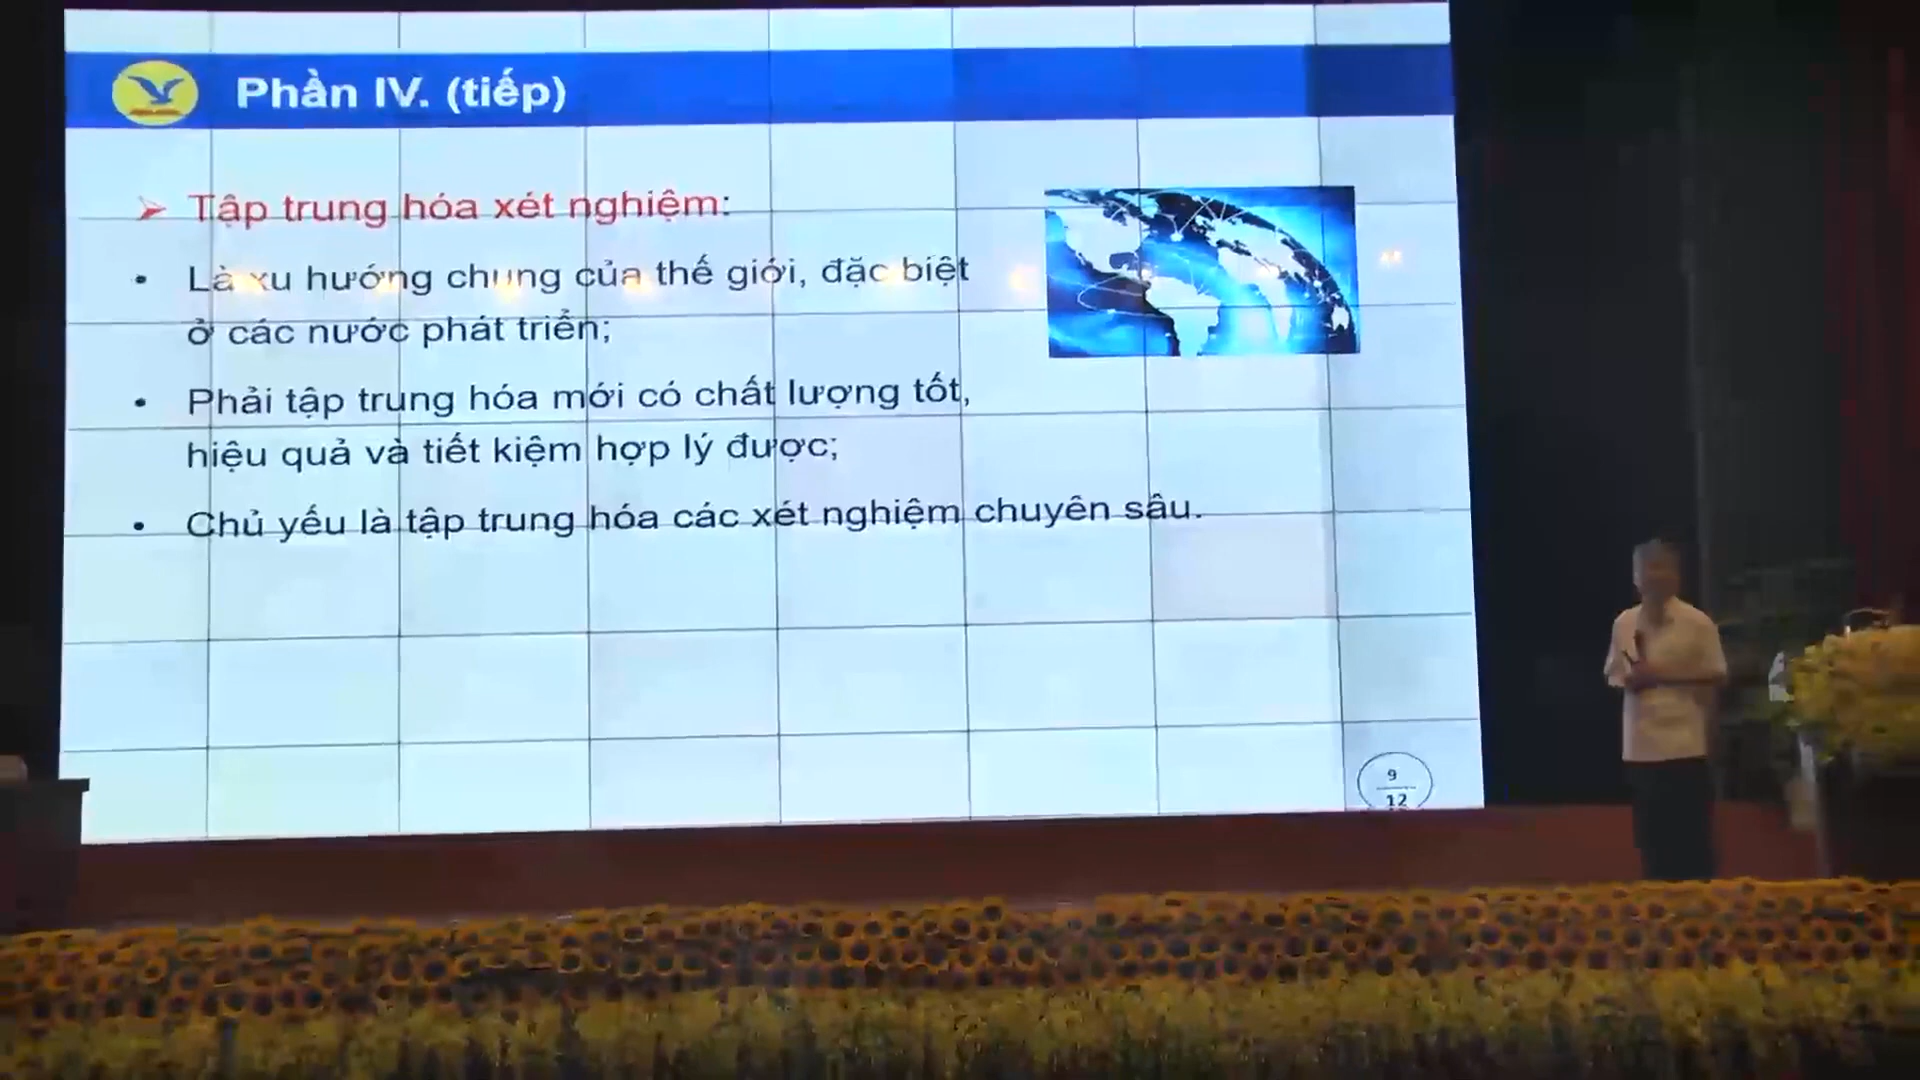 Phần IV. (tiếp)
➢ Tập trung hóa xét nghiệm:
• Là xu hướng chung của thế giới, đặc biệt
ở các nước phát triển;
• Phải tập trung hóa mới có chất lượng tốt,
hiệu quả và tiết kiệm hợp lý được;
• Chủ yếu là tập trung hóa các xét nghiệm chuyên sâu.
9
12